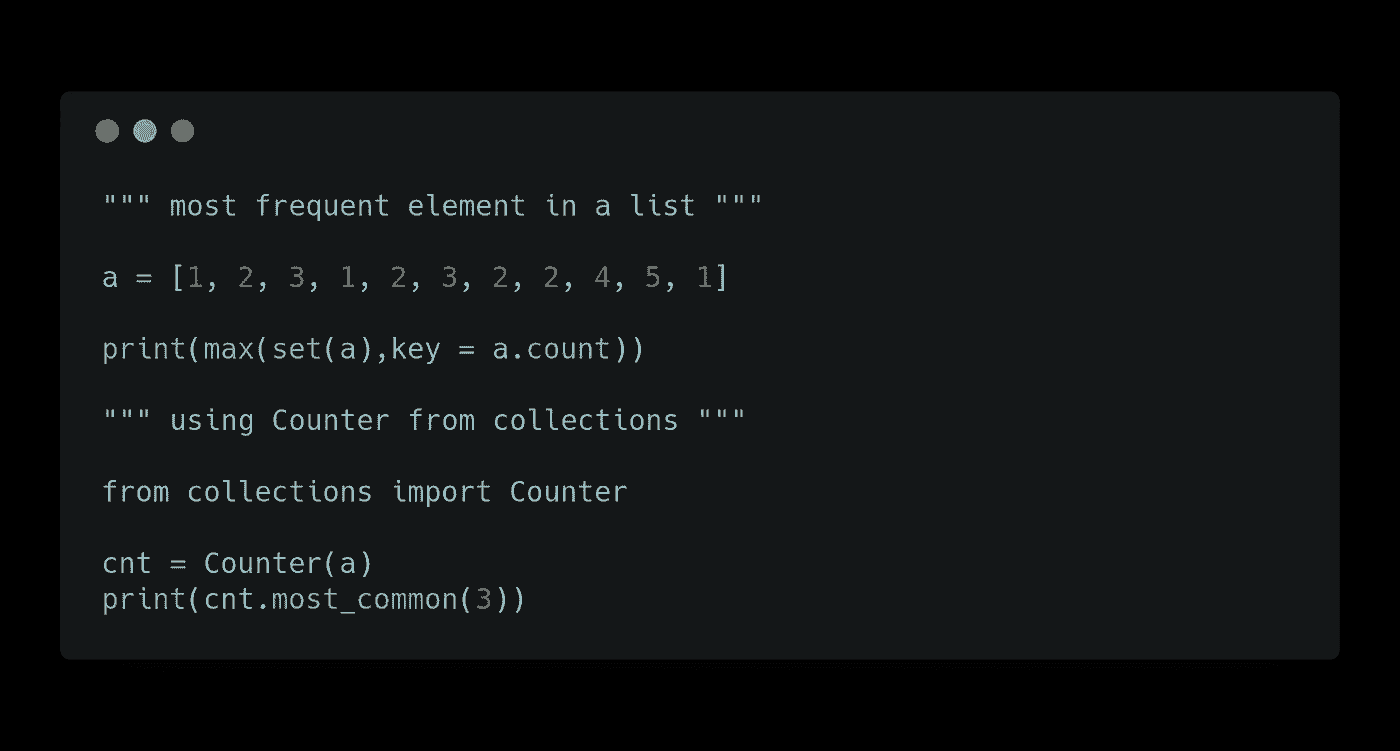 """ most frequent element in a list """
a = [1, 2, 3, 1, 2, 3, 2, 2, 4, 5, 1]
print(max(set(a),key = a.count))
""" using Counter from collections """
from collections import Counter
cnt = Counter(a)
print(cnt.most_common(3))